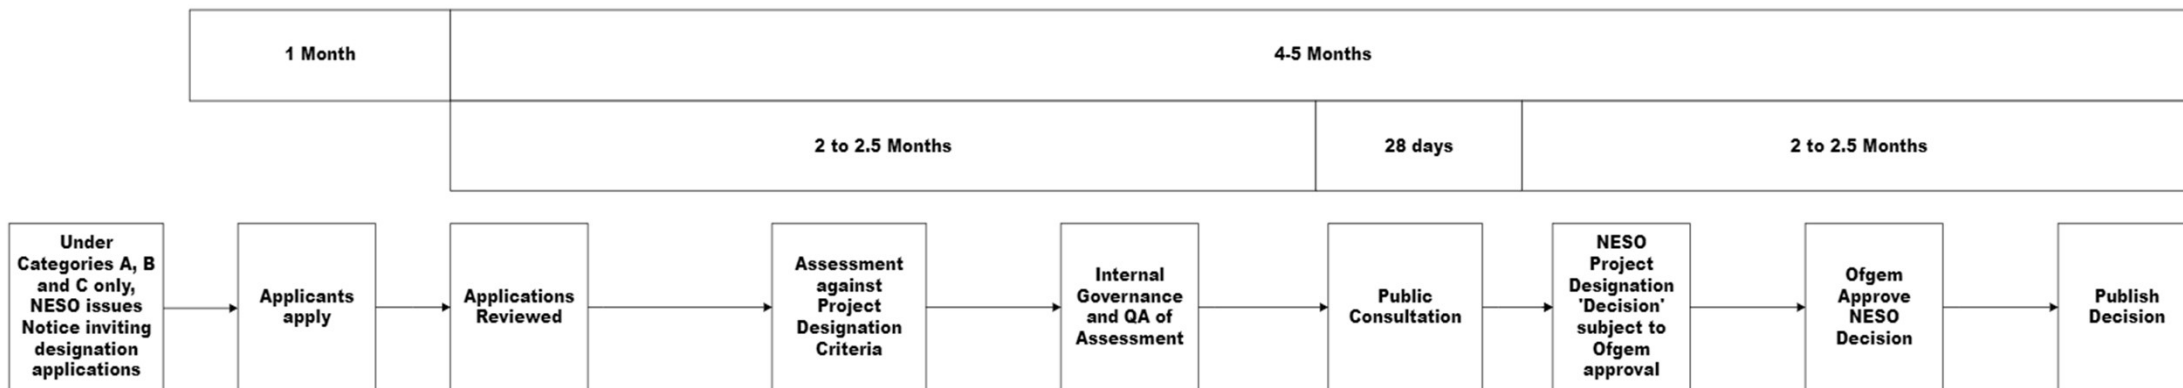 1 Month
4-5 Months
2 to 2.5 Months
28 days
2 to 2.5 Months
Under
Categories A, B
and C only,
NESO issues
Notice inviting
designation
applications
Applicants
apply
Applications
Reviewed
Assessment
against
Project
Designation
Criteria
Internal
Governance
and QA of
Assessment
Public
Consultation
NESO
Project
Designation
'Decision'
subject to
Ofgem
approval
Ofgem
Approve
NESO
Decision
Publish
Decision